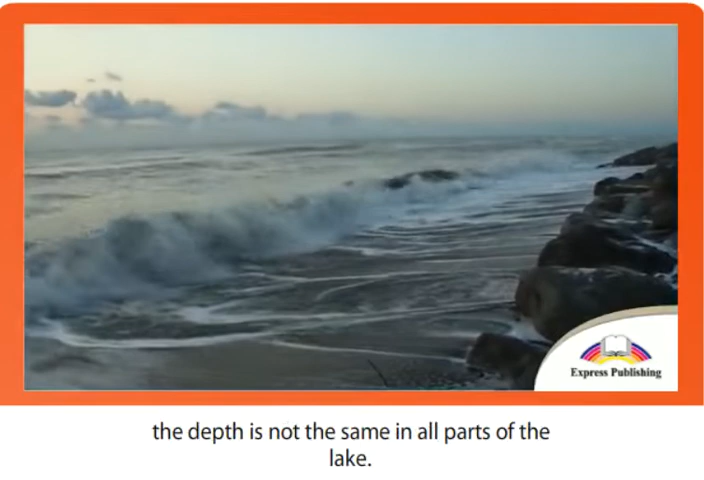 Express Publishing
the depth is not the same in all parts of the
lake.